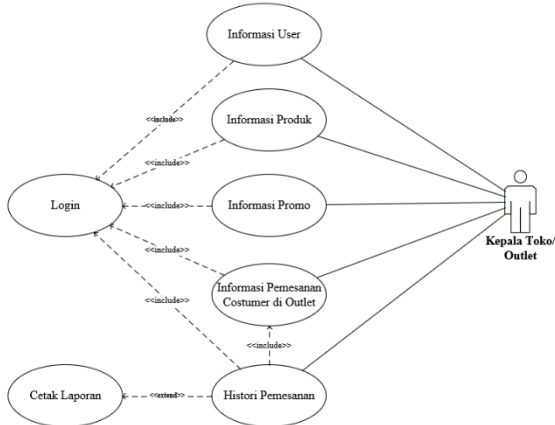 Informasi User
<<include>>
Informasi Produk
<<include>>
Login
<<include>>
Informasi Promo
Kepala Toko/
Outlet
<<include>>
Informasi Pemesanan
Costumer di Outlet
<<include>>
<<include>>
Cetak Laporan
<<extend>>
Histori Pemesanan